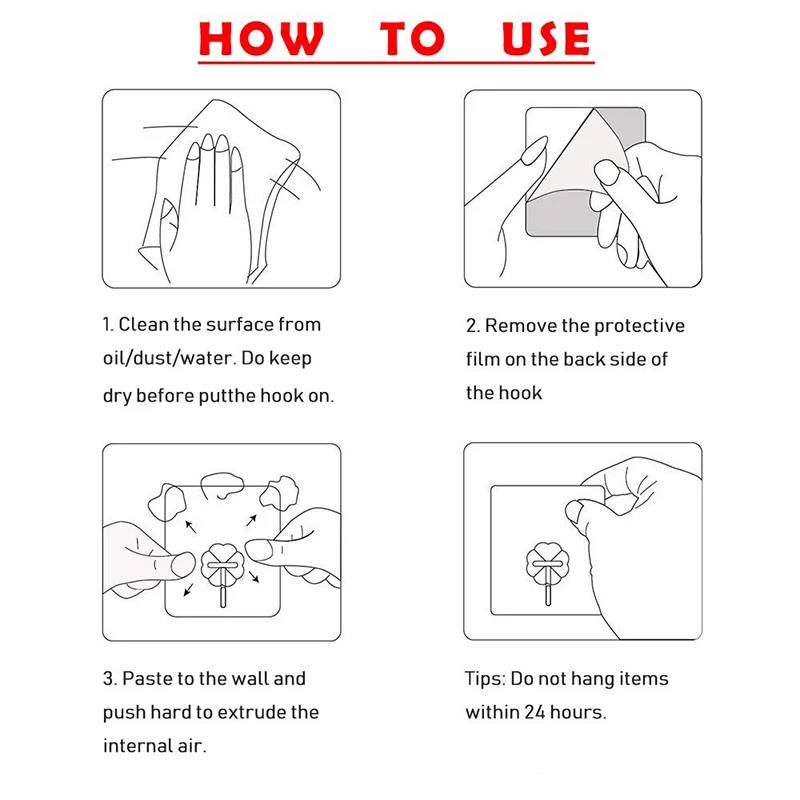 HOW TO USE
1. Clean the surface from
oil/dust/water. Do keep
dry before putthe hook on.
2. Remove the protective
film on the back side of
the hook
3. Paste to the wall and
push hard to extrude the
internal air.
Tips: Do not hang items
within 24 hours.